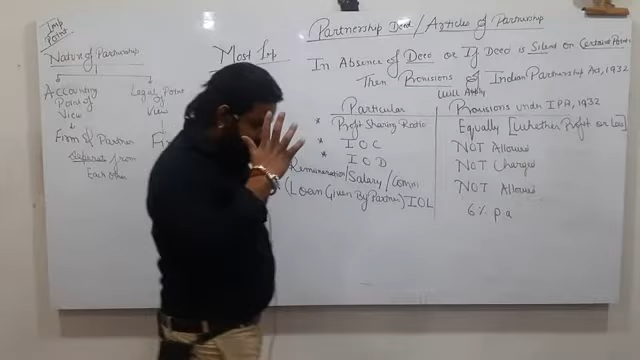 Imp
Point
Nature of Partnership
Accounting
Point of
View
Firm & Partner
Separate from
Each other
Legal Point
of
View
Most Imp
Partnership Deed / Articles of Partnership
In Absence of Deed or If Deed is Silent on Certain Points
Then Provisions of Indian Partnership Act, 1932
Will Apply
Particular
Provisions under IPA, 1932
* Profit Sharing Ratio
Equally [Whether Profit or Loss]
* IOC
NOT Allowed
* IOD
NOT Charged
Remuneration/Salary/Comm
NOT Allowed
(Loan Given By Partner) IOL
6% p.a